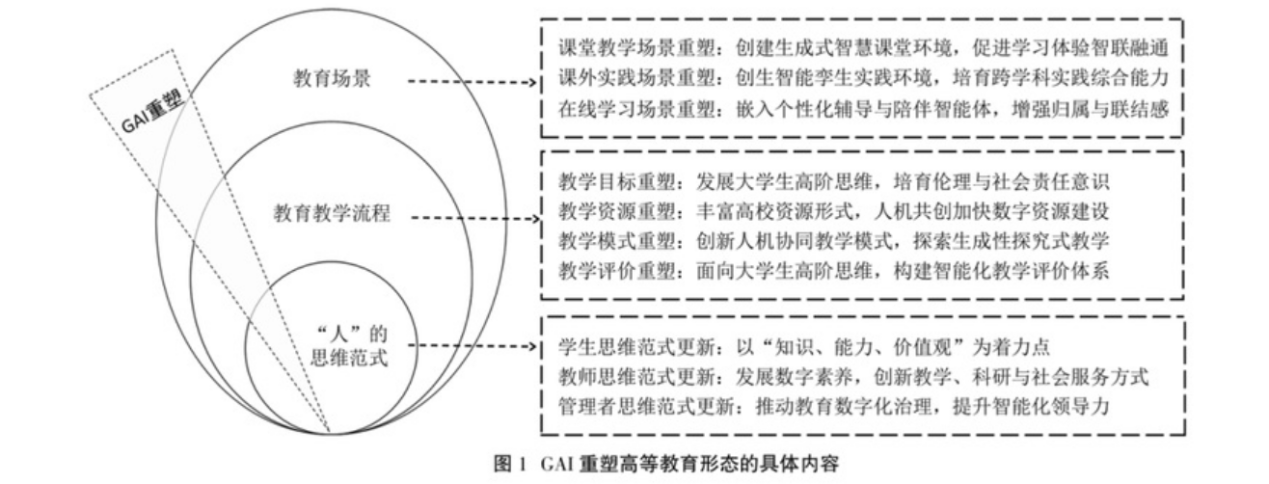 GAI重塑
教育场景
课堂教学场景重塑：创建生成式智慧课堂环境，促进学习体验智联融通
课外实践场景重塑：创生智能孪生实践环境，培育跨学科实践综合能力
在线学习场景重塑：嵌入个性化辅导与陪伴智能体，增强归属与联结感
教育教学流程
教学目标重塑：发展大学生高阶思维，培育伦理与社会责任意识
教学资源重塑：丰富高校资源形式，人机共创加快数字资源建设
教学模式重塑：创新人机协同教学模式，探索生成性探究式教学
教学评价重塑：面向大学生高阶思维，构建智能化教学评价体系
“人”的
思维范式
学生思维范式更新：以“知识、能力、价值观”为着力点
教师思维范式更新：发展数字素养，创新教学、科研与社会服务方式
管理者思维范式更新：推动教育数字化治理，提升智能化领导力
图 1 GAI 重塑高等教育形态的具体内容